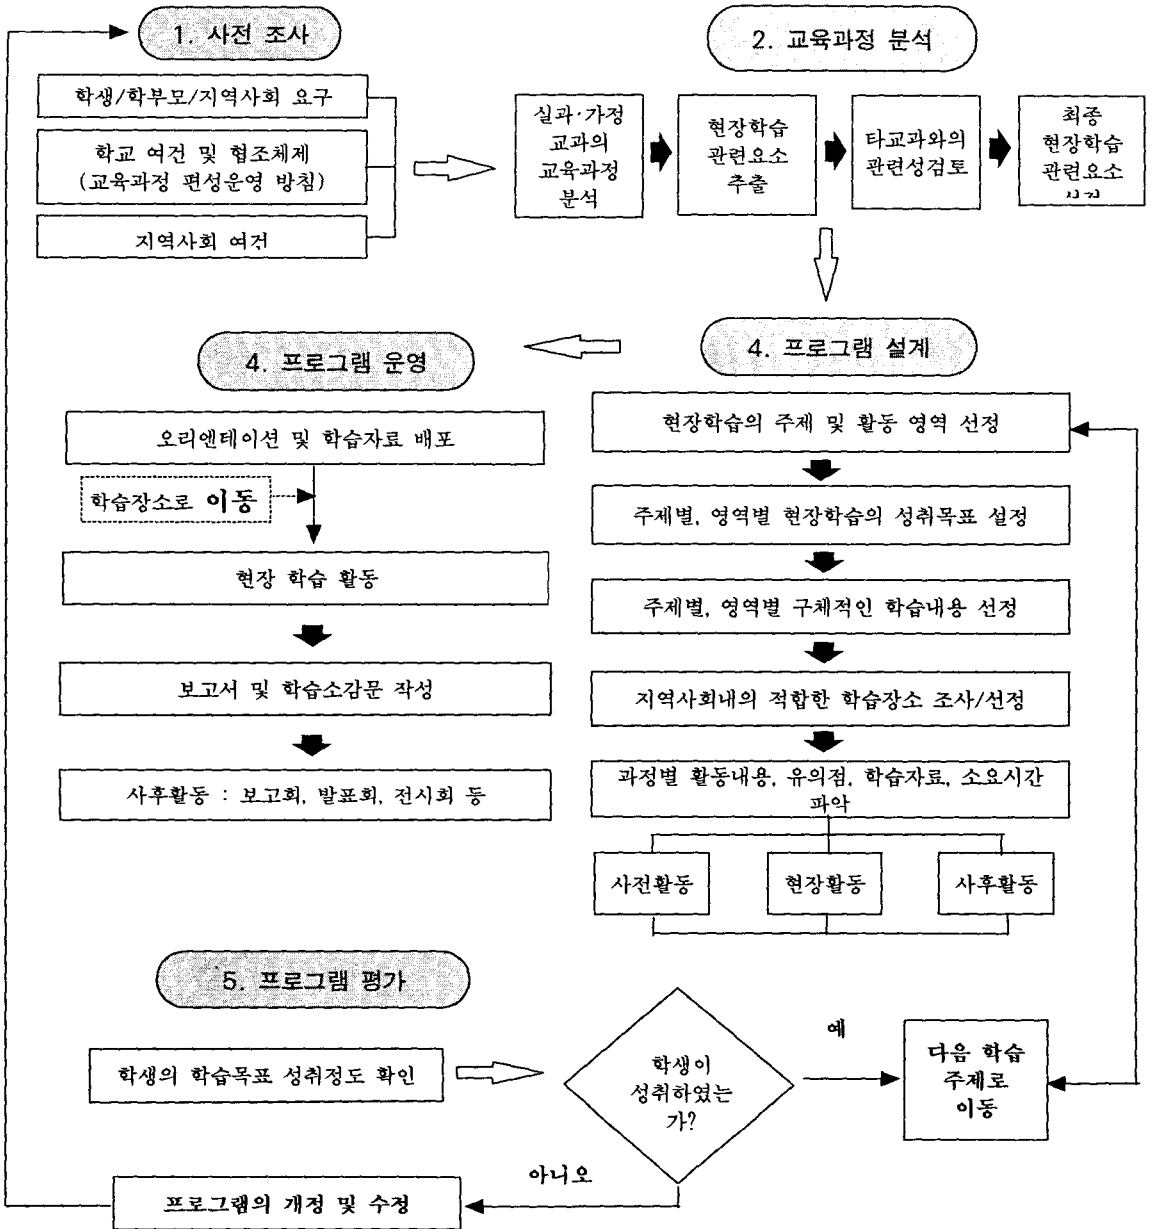 1. 사전 조사
학생/학부모/지역사회 요구
학교 여건 및 협조체제
(교육과정 편성운영 방침)
지역사회 여건
2. 교육과정 분석
실과·가정
교과의
교육과정
분석
현장학습
관련요소
추출
타교과와의
관련성검토
최종
현장학습
관련요소
4. 프로그램 설계
현장학습의 주제 및 활동 영역 선정
주제별, 영역별 현장학습의 성취목표 설정
주제별, 영역별 구체적인 학습내용 선정
지역사회내의 적합한 학습장소 조사/선정
과정별 활동내용, 유의점, 학습자료, 소요시간
파악
사전활동
현장활동
사후활동
4. 프로그램 운영
오리엔테이션 및 학습자료 배포
학습장소로 이동
현장 학습 활동
보고서 및 학습소감문 작성
사후활동 : 보고회, 발표회, 전시회 등
5. 프로그램 평가
학생의 학습목표 성취정도 확인
학생이
성취하였는
가?
예
다음 학습
주제로
이동
아니오
프로그램의 개정 및 수정